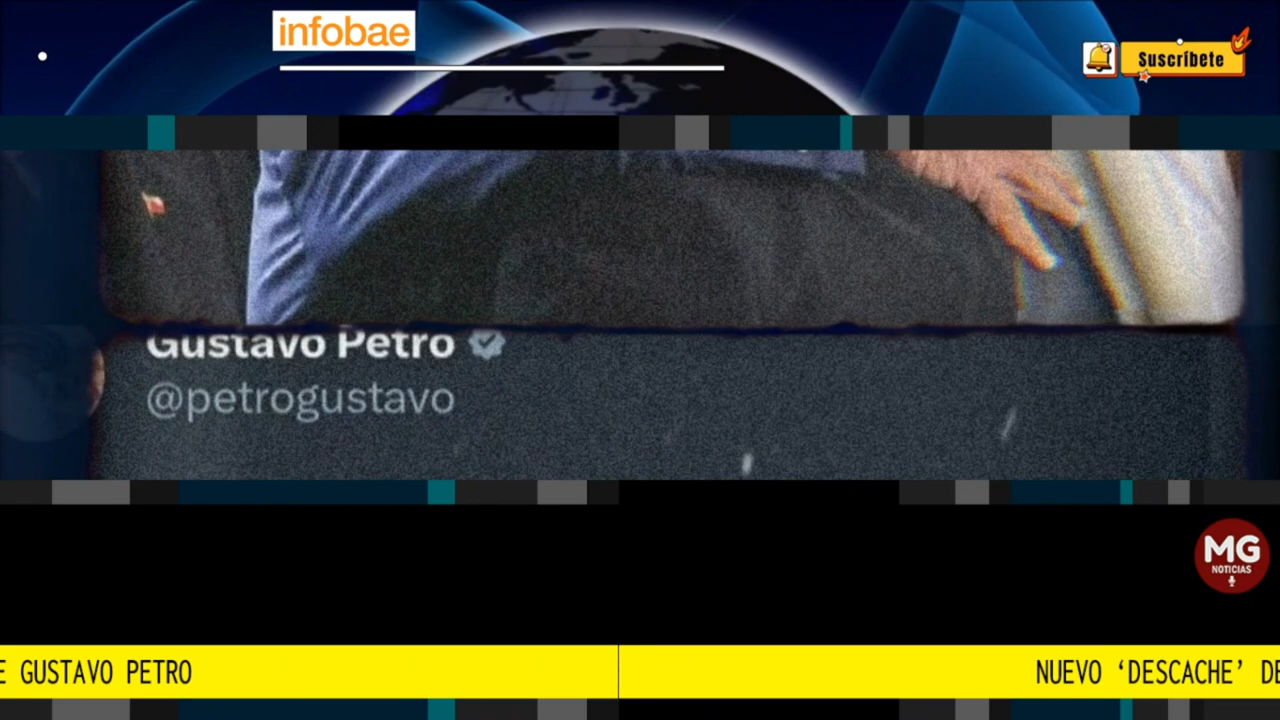 infobae
Suscríbete
Gustavo Petro
@petrogustavo
MG
NOTICIAS
E GUSTAVO PETRO
NUEVO ‘DESCACHE’ DE